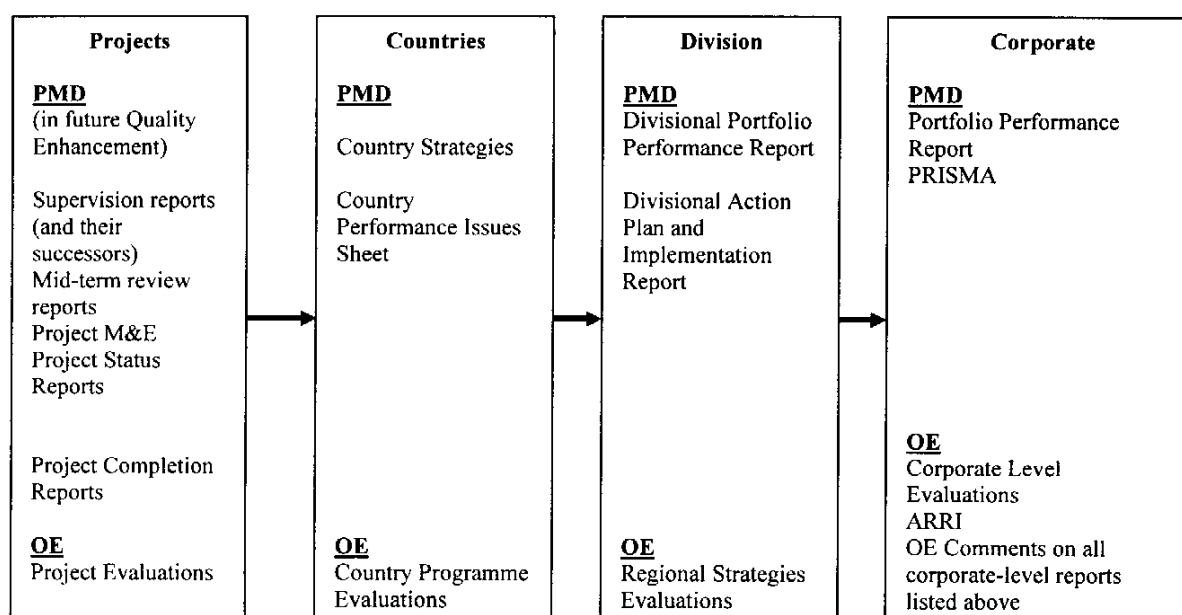 Projects
PMD
(in future Quality
Enhancement)
Supervision reports
(and their
successors)
Mid-term review
reports
Project M&E
Project Status
Reports
Project Completion
Reports
OE
Project Evaluations
Countries
PMD
Country Strategies
Country
Performance Issues
Sheet
OE
Country Programme
Evaluations
Division
PMD
Divisional Portfolio
Performance Report
Divisional Action
Plan and
Implementation
Report
OE
Regional Strategies
Evaluations
Corporate
PMD
Portfolio Performance
Report
PRISMA
OE
Corporate Level
Evaluations
ARRI
OE Comments on all
corporate-level reports
listed above